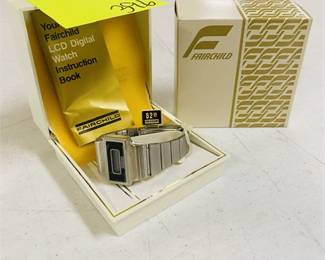 Your
Fairchild
LCD Digital
Watch
Instruction
Book
FAIRCHILD
F
FAIRCHILD